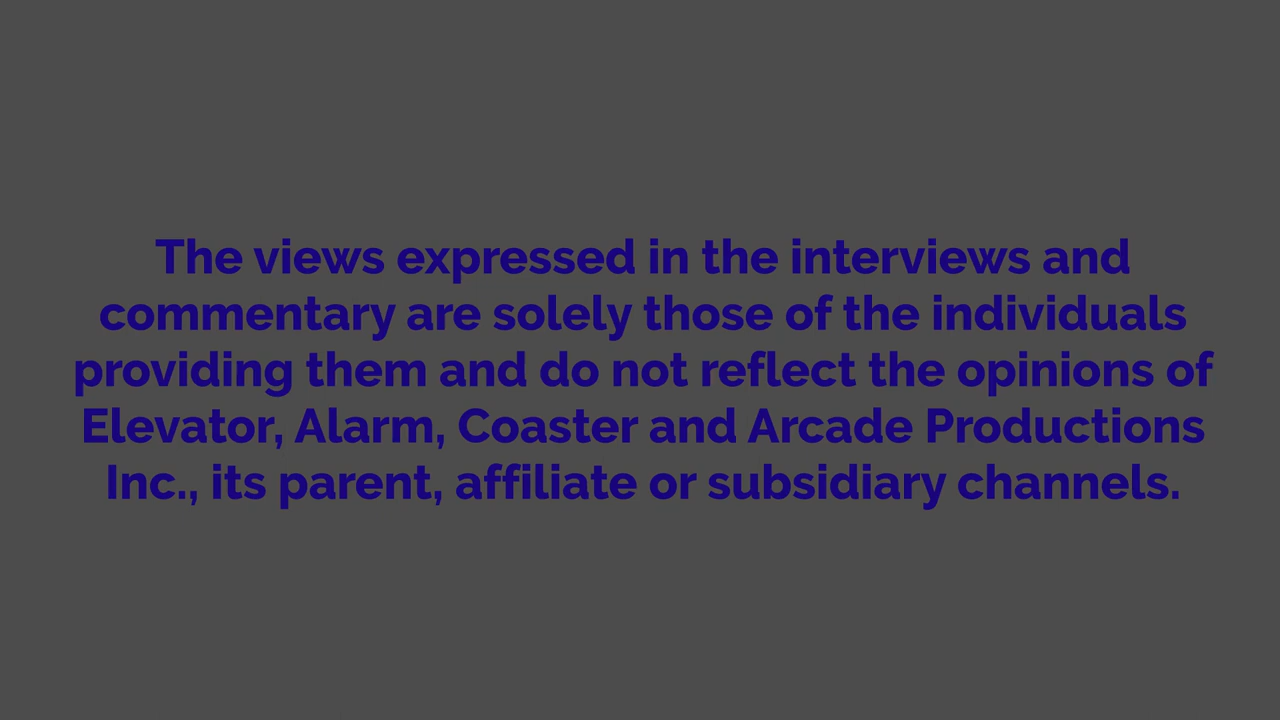 The views expressed in the interviews and
commentary are solely those of the individuals
providing them and do not reflect the opinions of
Elevator, Alarm, Coaster and Arcade Productions
Inc., its parent, affiliate or subsidiary channels.